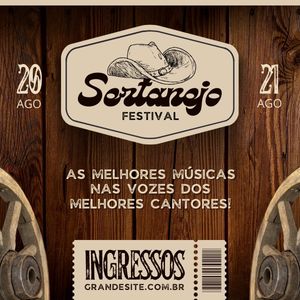 20
AGO
Sertanejo
FESTIVAL
21
AGO
AS MELHORES MÚSICAS
NAS VOZES DOS
MELHORES CANTORES!
INGRESSOS
GRANDESITE.COM.BR